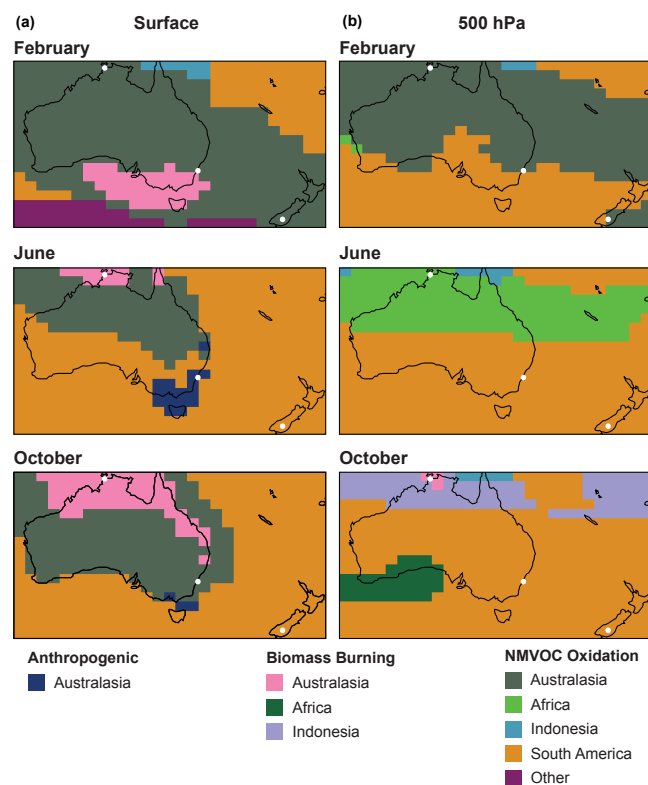 (a) Surface (b) 500 hPa
February February
June June
October October
Anthropogenic Biomass Burning NMVOC Oxidation
Australasia Australasia Australasia
Africa Africa
Indonesia Indonesia
South America
Other